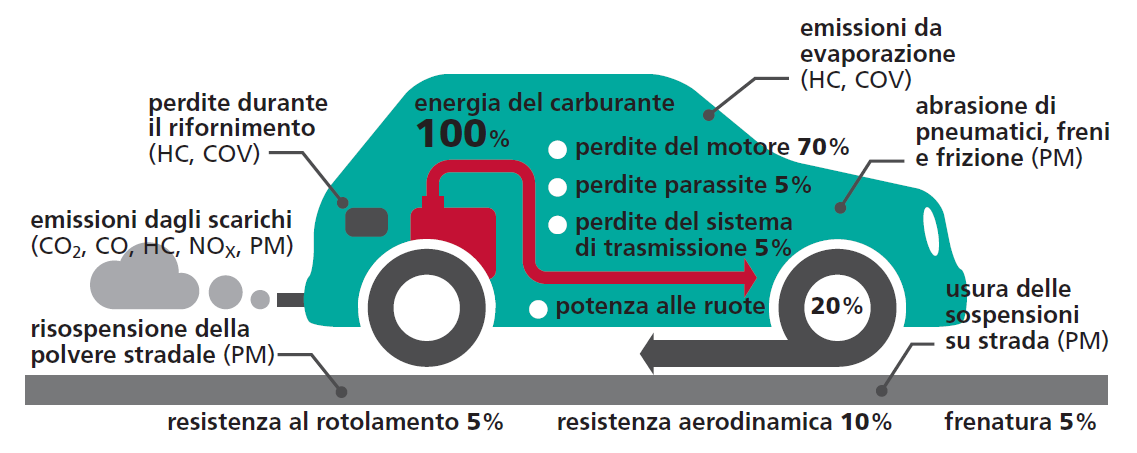 emissioni da
evaporazione
(HC, COV)
perdite durante
il rifornimento
(HC, COV)
energia del carburante
100%
abrasione di
pneumatici, freni
e frizione (PM)
perdite del motore 70%
perdite parassite 5%
perdite del sistema
di trasmissione 5%
emissioni dagli scarichi
(CO₂, CO, HC, NOₓ, PM)
potenza alle ruote
20%
usura delle
sospensioni
su strada (PM)
risospensione della
polvere stradale (PM)
resistenza al rotolamento 5%
resistenza aerodinamica 10%
frenatura 5%